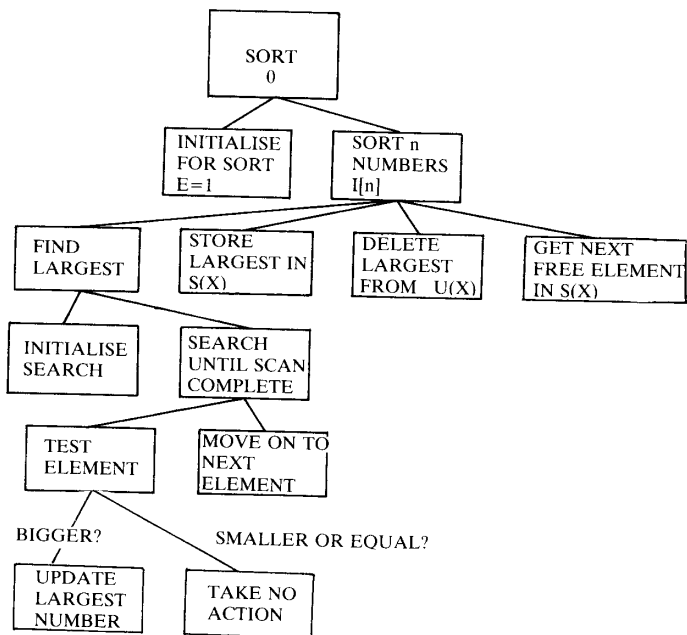 SORT
0
INITIALISE
FOR SORT
E=1
SORT n
NUMBERS
I[n]
FIND
LARGEST
STORE
LARGEST IN
S(X)
DELETE
LARGEST
FROM U(X)
GET NEXT
FREE ELEMENT
IN S(X)
INITIALISE
SEARCH
SEARCH
UNTIL SCAN
COMPLETE
TEST
ELEMENT
MOVE ON TO
NEXT
ELEMENT
BIGGER?
SMALLER OR EQUAL?
UPDATE
LARGEST
NUMBER
TAKE NO
ACTION